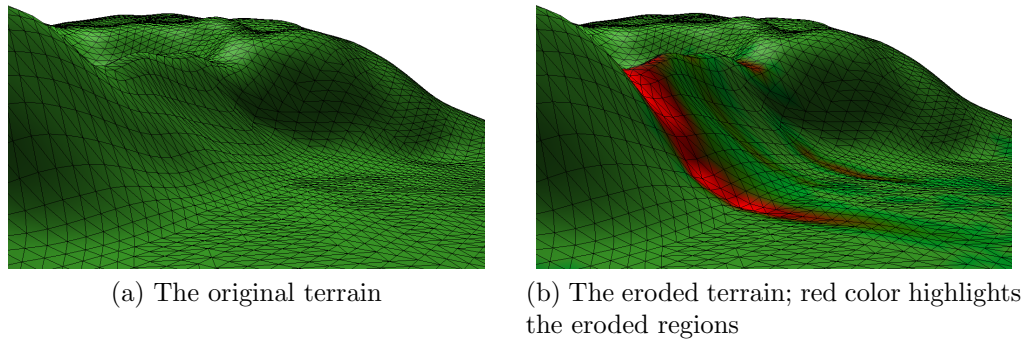 (a) The original terrain
(b) The eroded terrain; red color highlights
the eroded regions